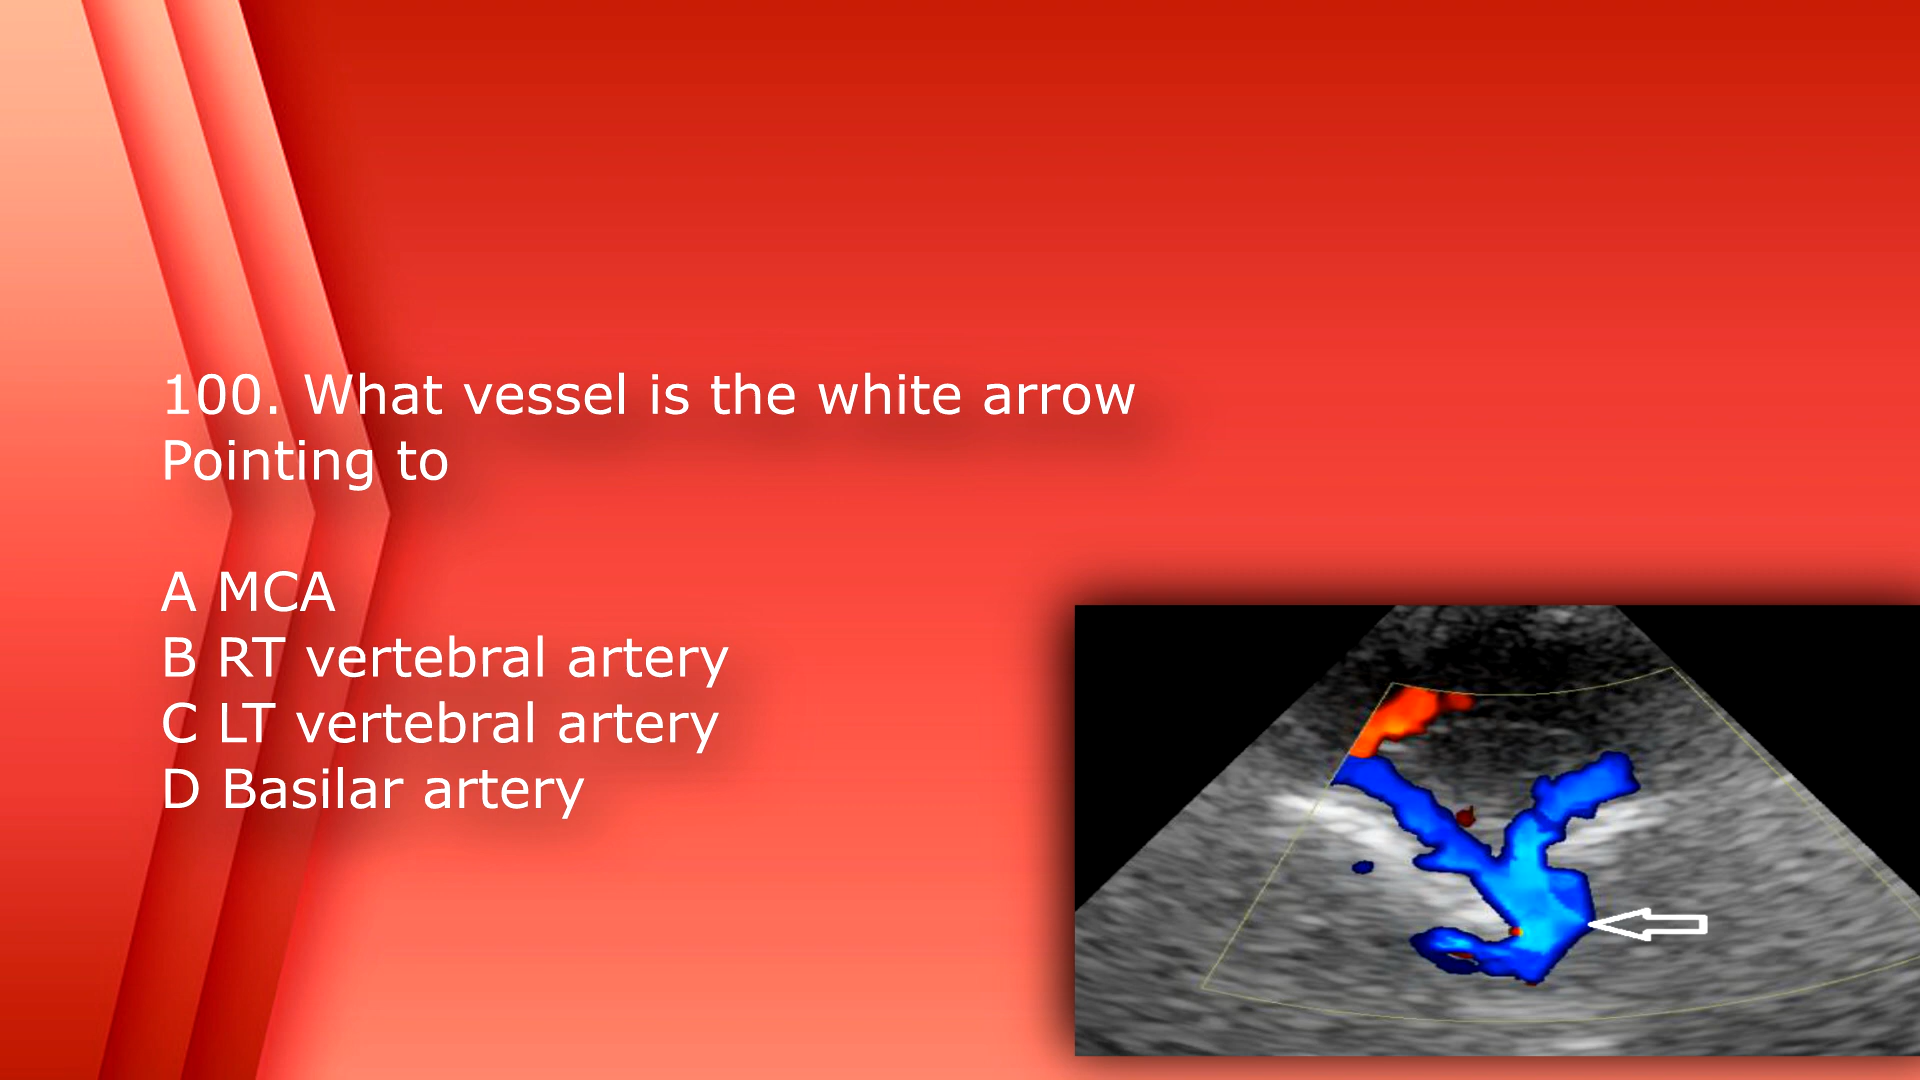 100. What vessel is the white arrow
Pointing to
A MCA
B RT vertebral artery
C LT vertebral artery
D Basilar artery